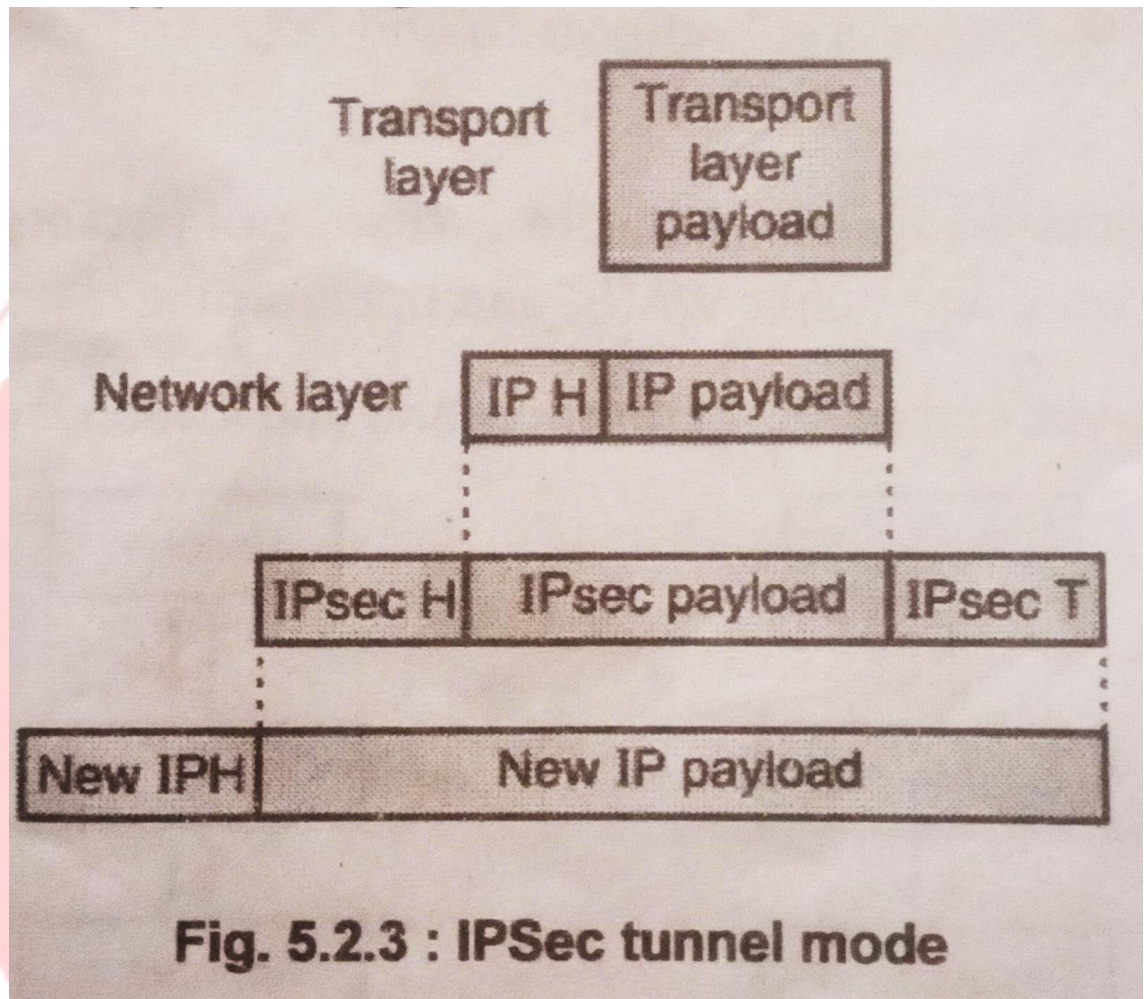 Transport
layer
Transport
layer
payload
Network layer
IP H
IP payload
IPsec H
IPsec payload
IPsec T
New IPH
New IP payload
Fig. 5.2.3 : IPSec tunnel mode